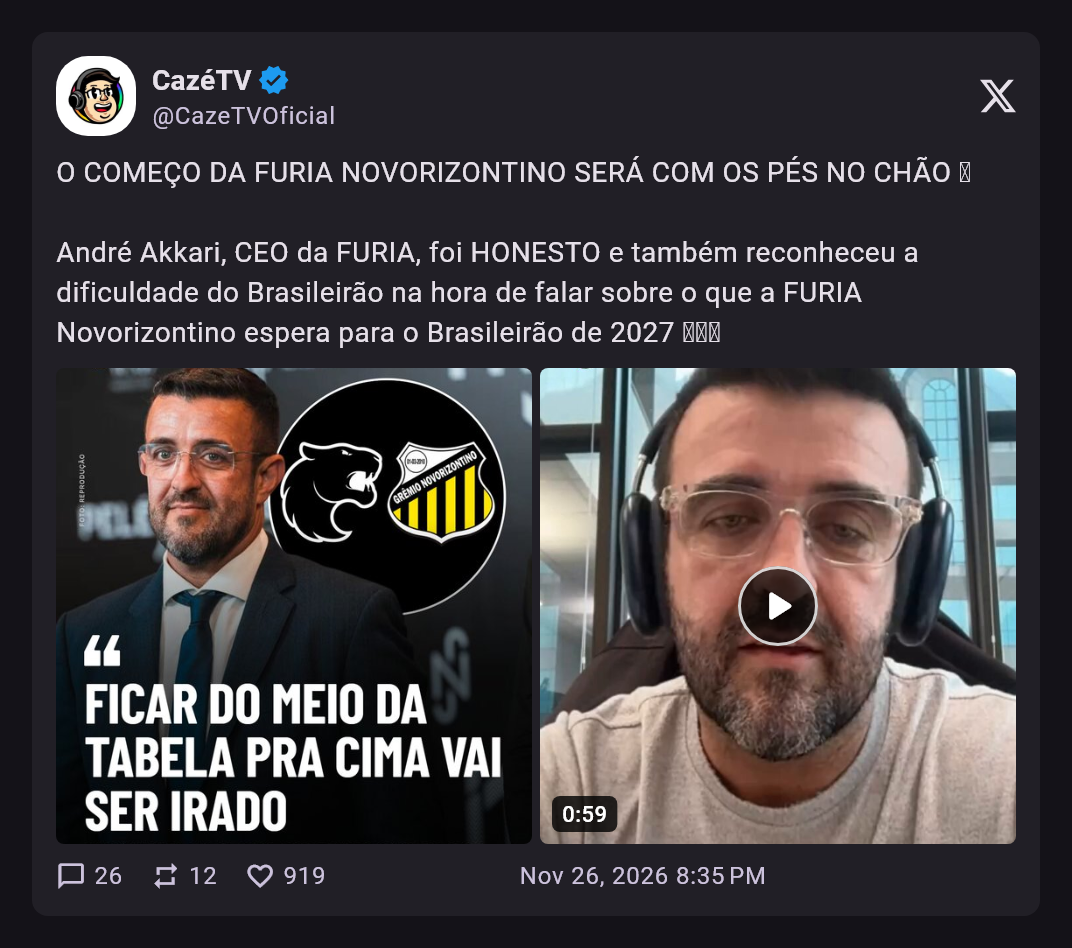 CazéTV
@CazeTVOficial
O COMEÇO DA FURIA NOVORIZONTINO SERÁ COM OS PÉS NO CHÃO
André Akkari, CEO da FURIA, foi HONESTO e também reconheceu a
dificuldade do Brasileirão na hora de falar sobre o que a FURIA
Novorizontino espera para o Brasileirão de 2027
FOTO: REPRODUÇÃO
GRÊMIO NOVORIZONTINO
“
FICAR DO MEIO DA
TABELA PRA CIMA VAI
SER IRADO
0:59
26 12 919 Nov 26, 2026 8:35 PM